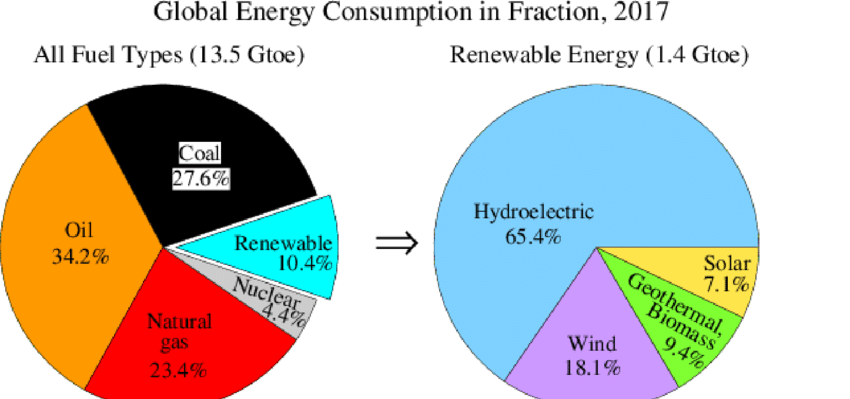 Global Energy Consumption in Fraction, 2017
All Fuel Types (13.5 Gtoe)
Renewable Energy (1.4 Gtoe)
Coal
27.6%
Oil
34.2%
Renewable
10.4%
Nuclear
4.4%
Natural
gas
23.4%
⇒
Hydroelectric
65.4%
Solar
7.1%
Geothermal,
Biomass
9.4%
Wind
18.1%